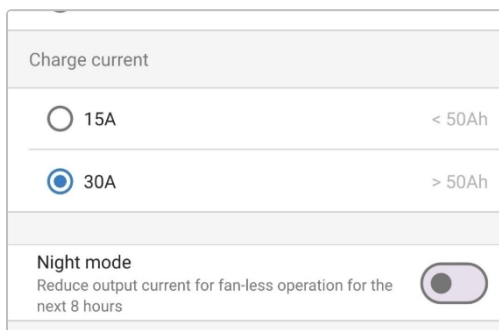 Charge current
15A < 50Ah
30A > 50Ah
Night mode
Reduce output current for fan-less operation for the
next 8 hours